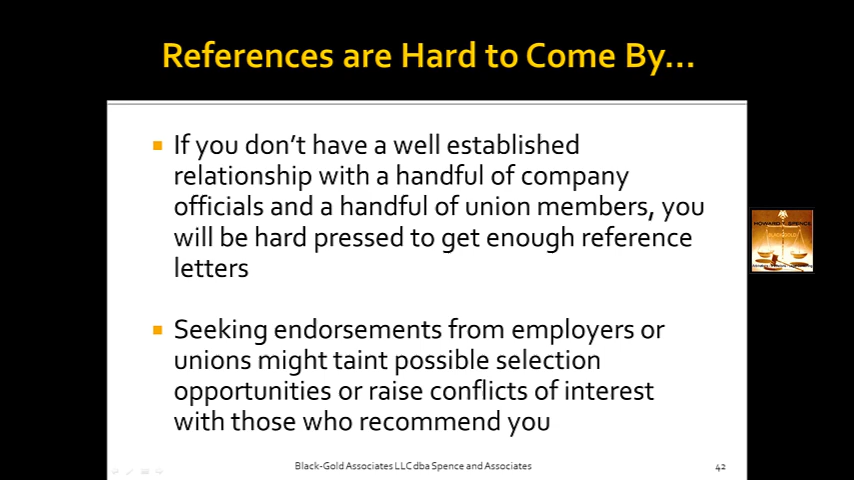 References are Hard to Come By...
If you don't have a well established
relationship with a handful of company
officials and a handful of union members, you
will be hard pressed to get enough reference
letters
Seeking endorsements from employers or
unions might taint possible selection
opportunities or raise conflicts of interest
with those who recommend you
Black-Gold Associates LLC dba Spence and Associates
42